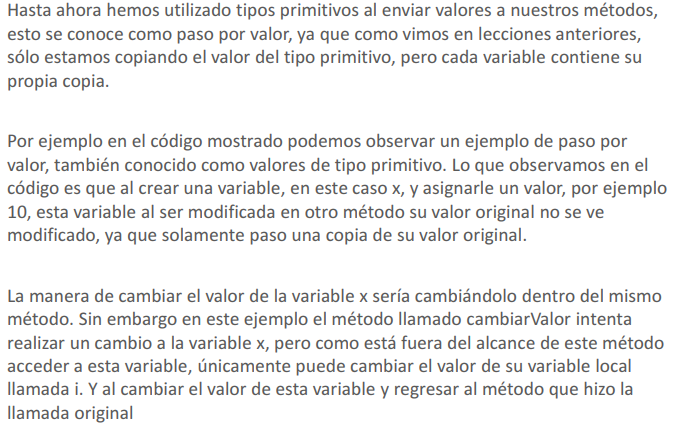 Hasta ahora hemos utilizado tipos primitivos al enviar valores a nuestros métodos,
esto se conoce como paso por valor, ya que como vimos en lecciones anteriores,
sólo estamos copiando el valor del tipo primitivo, pero cada variable contiene su
propia copia.
Por ejemplo en el código mostrado podemos observar un ejemplo de paso por
valor, también conocido como valores de tipo primitivo. Lo que observamos en el
código es que al crear una variable, en este caso x, y asignarle un valor, por ejemplo
10, esta variable al ser modificada en otro método su valor original no se ve
modificado, ya que solamente paso una copia de su valor original.
La manera de cambiar el valor de la variable x sería cambiándolo dentro del mismo
método. Sin embargo en este ejemplo el método llamado cambiarValor intenta
realizar un cambio a la variable x, pero como está fuera del alcance de este método
acceder a esta variable, únicamente puede cambiar el valor de su variable local
llamada i. Y al cambiar el valor de esta variable y regresar al método que hizo la
llamada original